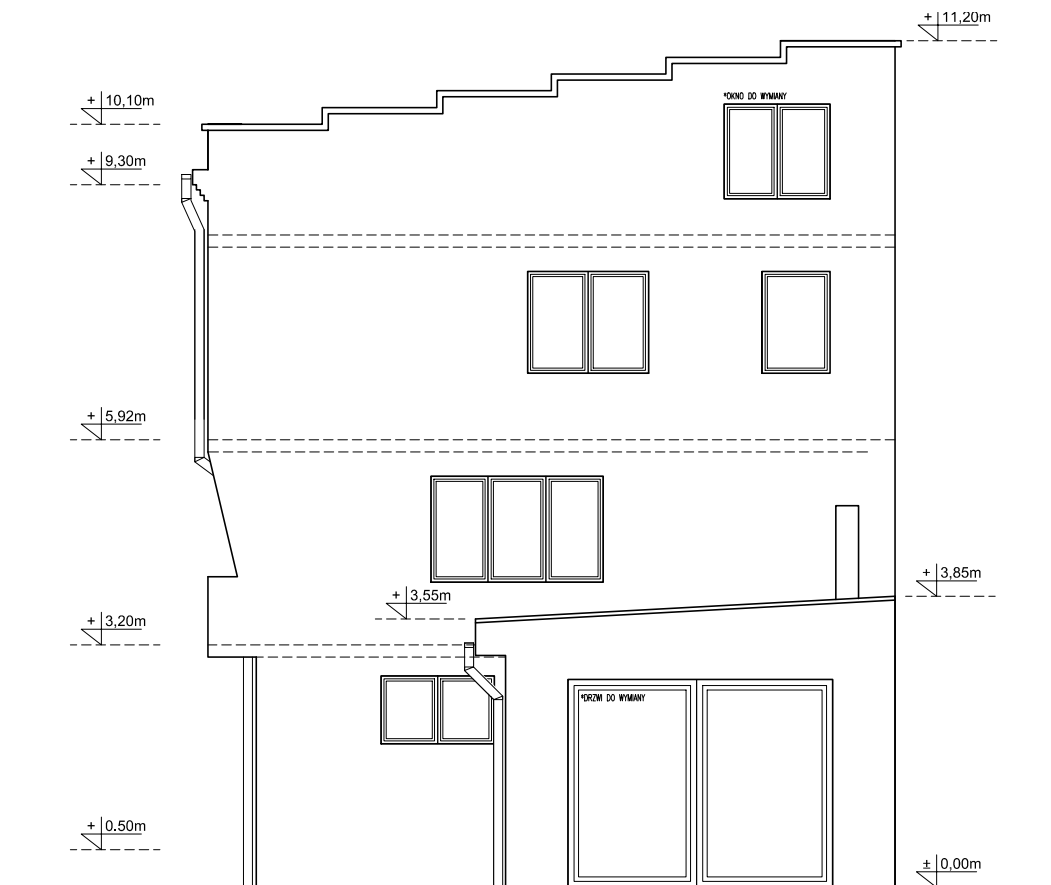 + 11,20m
*OKNO DO WYMIANY
+ 10,10m
+ 9,30m
+ 5,92m
+ 3,85m
+ 3,55m
+ 3,20m
*DRZWI DO WYMIANY
+ 0.50m
± 0,00m